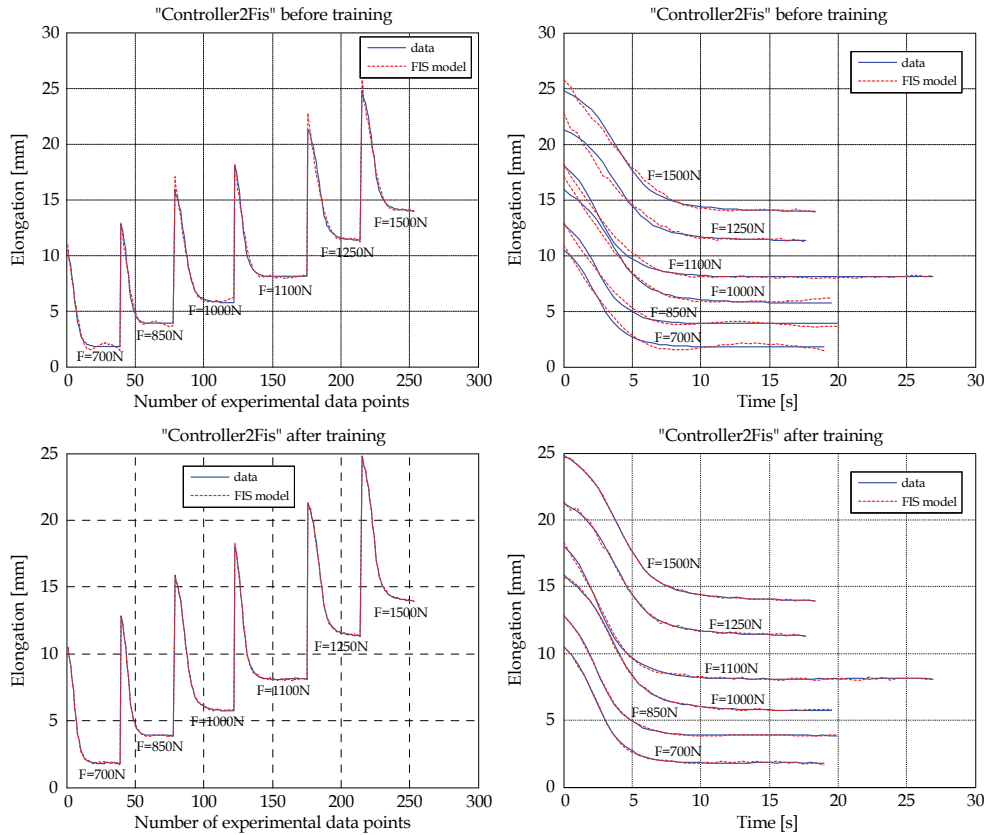 "Controller2Fis" before training
30
25
20
15
10
5
0
Elongation [mm]
data
FIS model
F=700N
F=850N
F=1000N
F=1100N
F=1250N
F=1500N
0
50
100
150
200
250
300
Number of experimental data points
"Controller2Fis" before training
30
25
20
15
10
5
0
Elongation [mm]
data
FIS model
F=1500N
F=1250N
F=1100N
F=1000N
F=850N
F=700N
0
5
10
15
20
25
30
Time [s]
"Controller2Fis" after training
25
20
15
10
5
0
Elongation [mm]
data
FIS model
F=700N
F=850N
F=1000N
F=1100N
F=1250N
F=1500N
0
50
100
150
200
250
300
Number of experimental data points
"Controller2Fis" after training
25
20
15
10
5
0
Elongation [mm]
data
FIS model
F=1500N
F=1250N
F=1100N
F=1000N
F=850N
F=700N
0
5
10
15
20
25
30
Time [s]